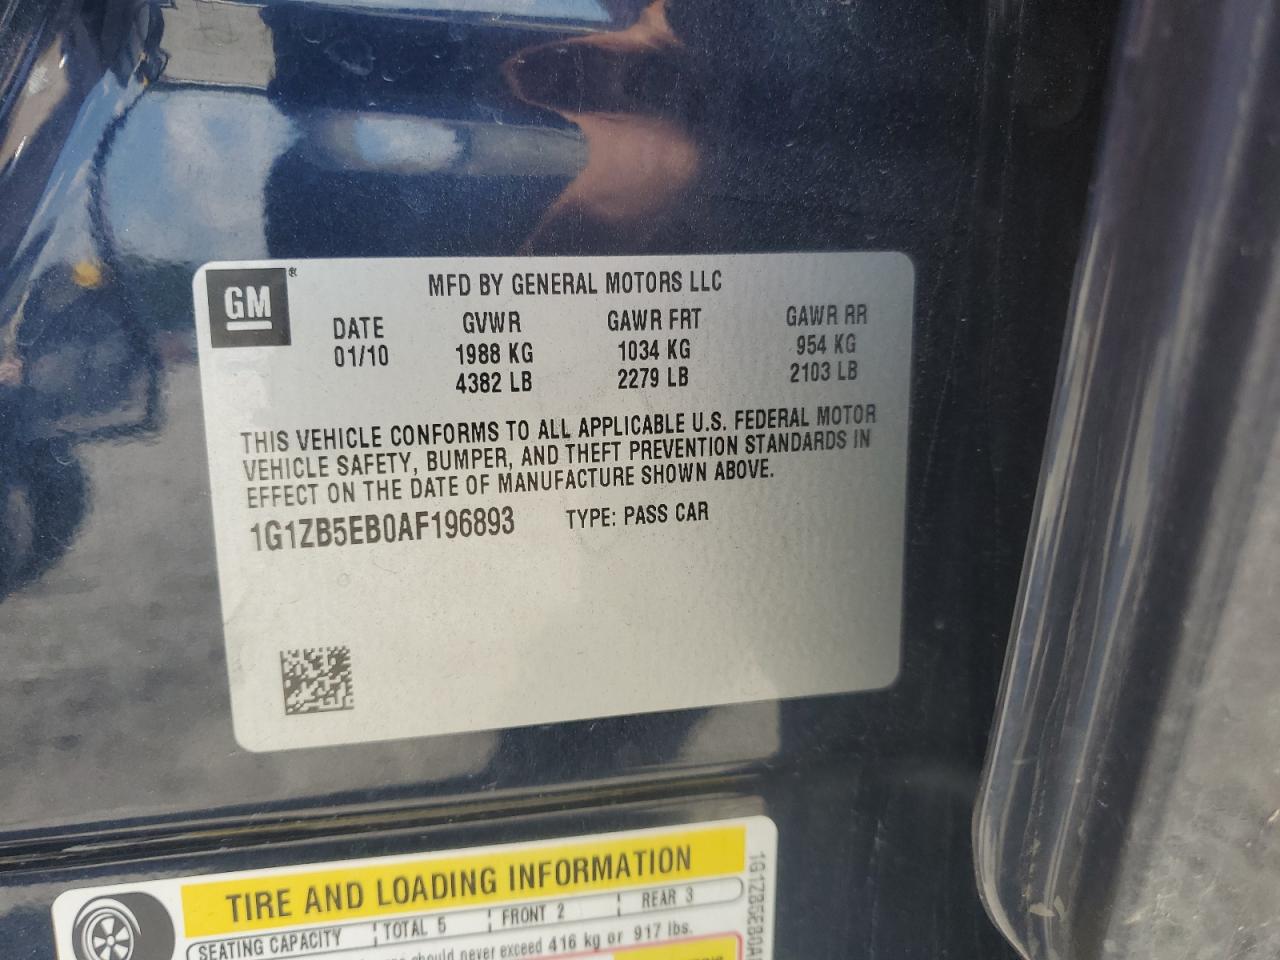 GM®
MFD BY GENERAL MOTORS LLC
DATE GVWR GAWR FRT GAWR RR
01/10 1988 KG 1034 KG 954 KG
4382 LB 2279 LB 2103 LB
THIS VEHICLE CONFORMS TO ALL APPLICABLE U.S. FEDERAL MOTOR
VEHICLE SAFETY, BUMPER, AND THEFT PREVENTION STANDARDS IN
EFFECT ON THE DATE OF MANUFACTURE SHOWN ABOVE.
1G1ZB5EB0AF196893 TYPE: PASS CAR
TIRE AND LOADING INFORMATION
SEATING CAPACITY TOTAL 5 FRONT 2 REAR 3
should never exceed 416 kg or 917 lbs.
1G1ZB5EB0A